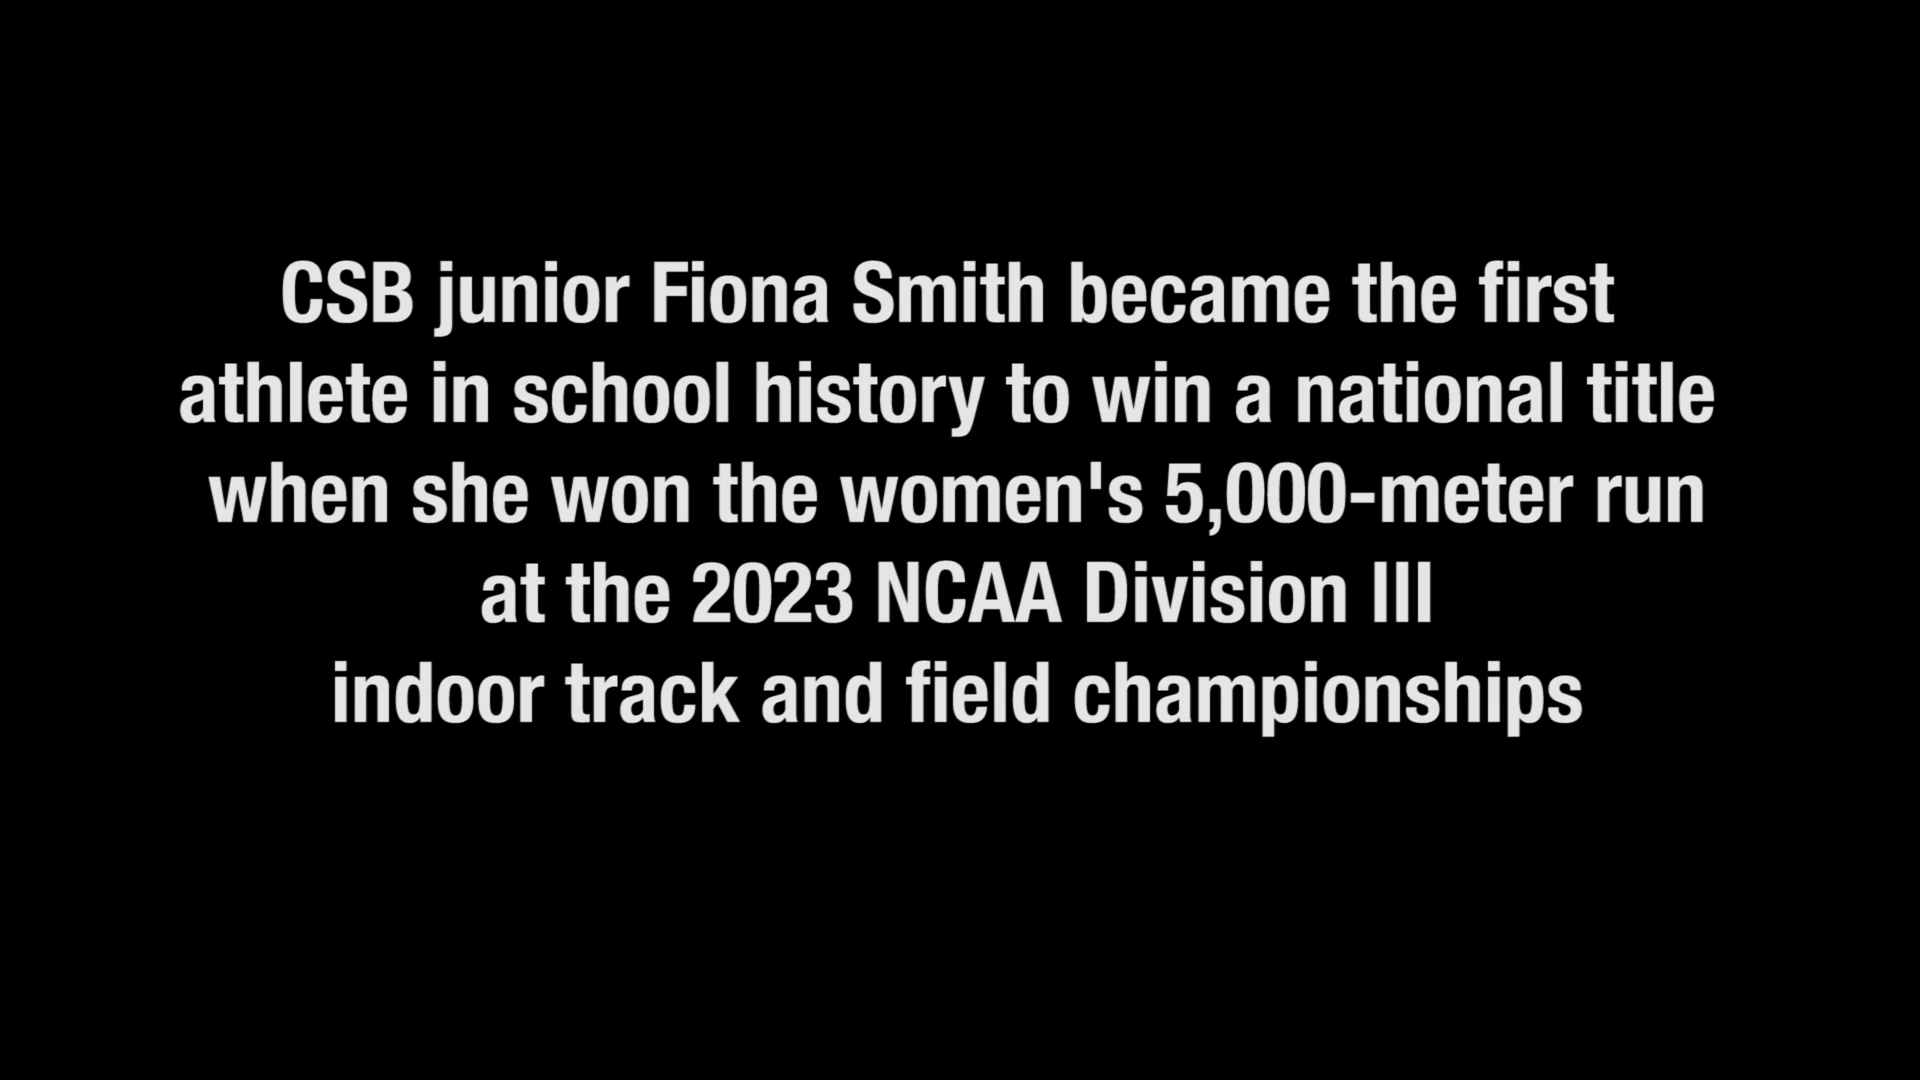 CSB junior Fiona Smith became the first
athlete in school history to win a national title
when she won the women's 5,000-meter run
at the 2023 NCAA Division III
indoor track and field championships